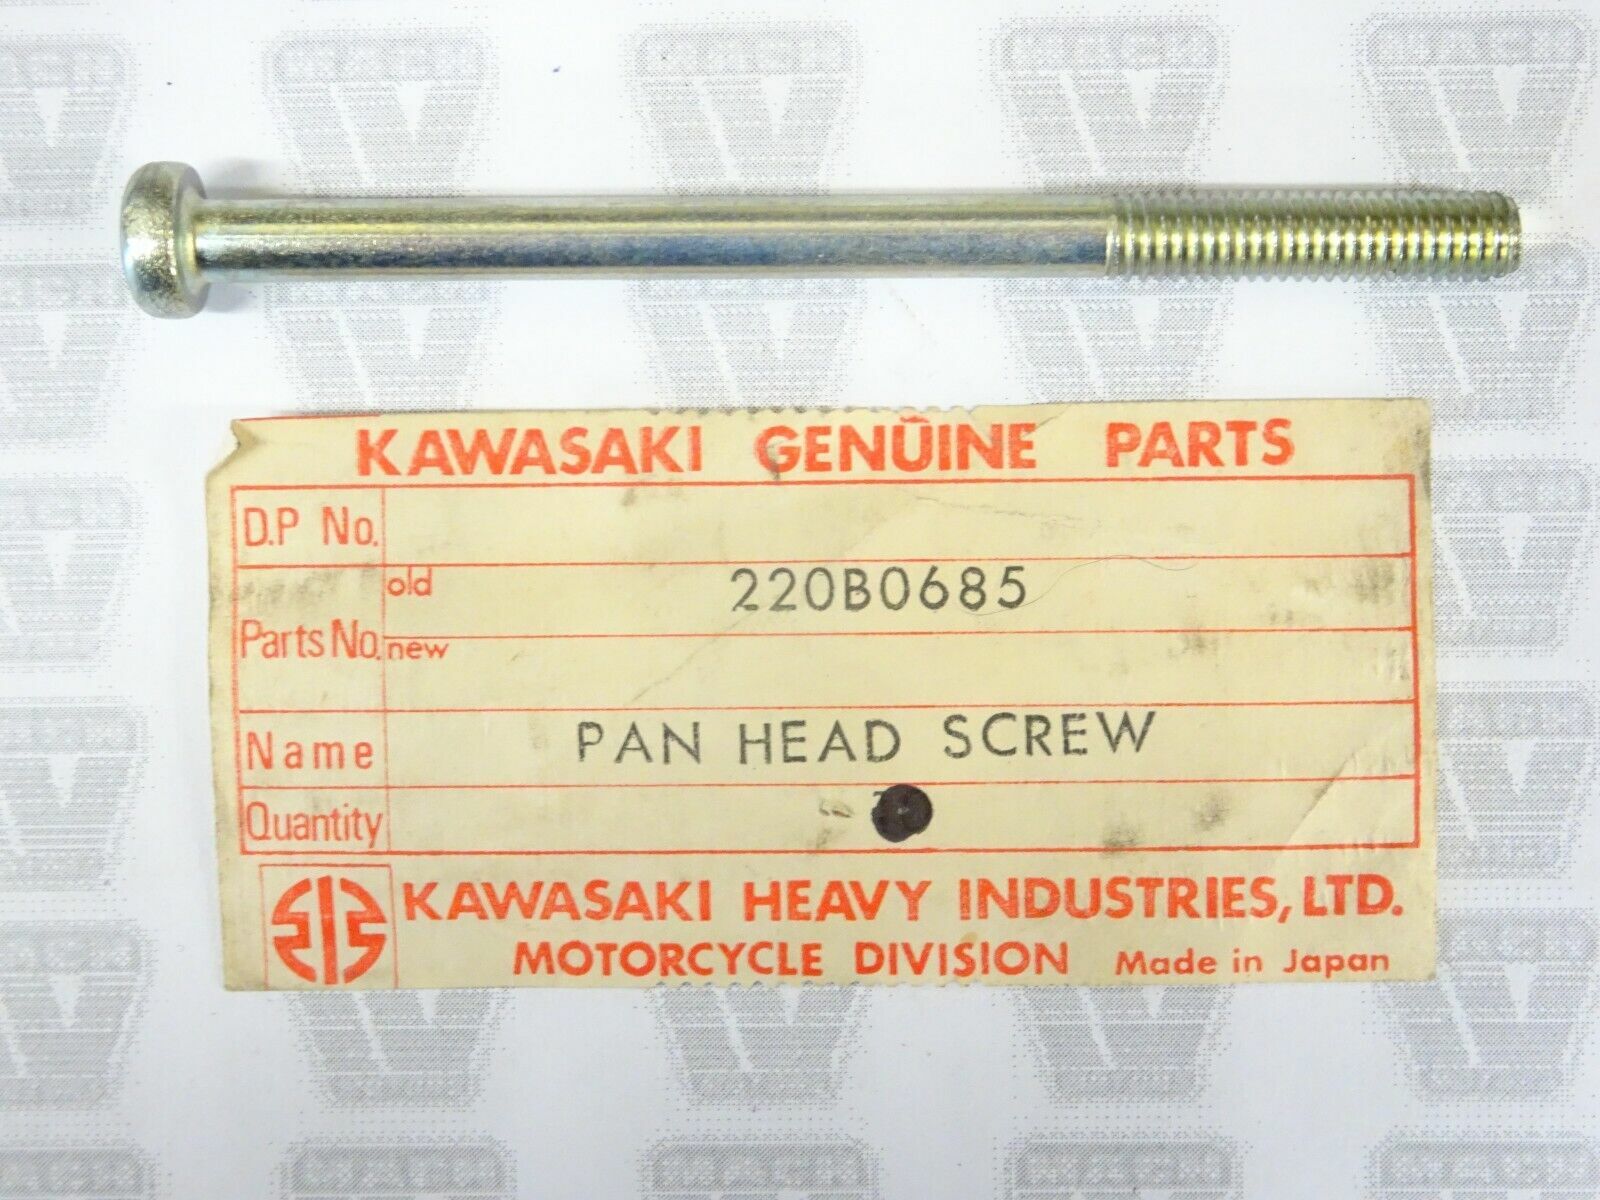 KAWASAKI GENUINE PARTS
D.P No.
Parts No. old 220B0685
new
Name PAN HEAD SCREW
Quantity
KAWASAKI HEAVY INDUSTRIES, LTD.
MOTORCYCLE DIVISION Made in Japan